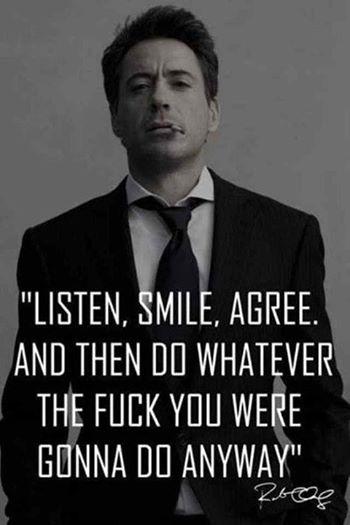 "LISTEN, SMILE, AGREE.
AND THEN DO WHATEVER
THE FUCK YOU WERE
GONNA DO ANYWAY"